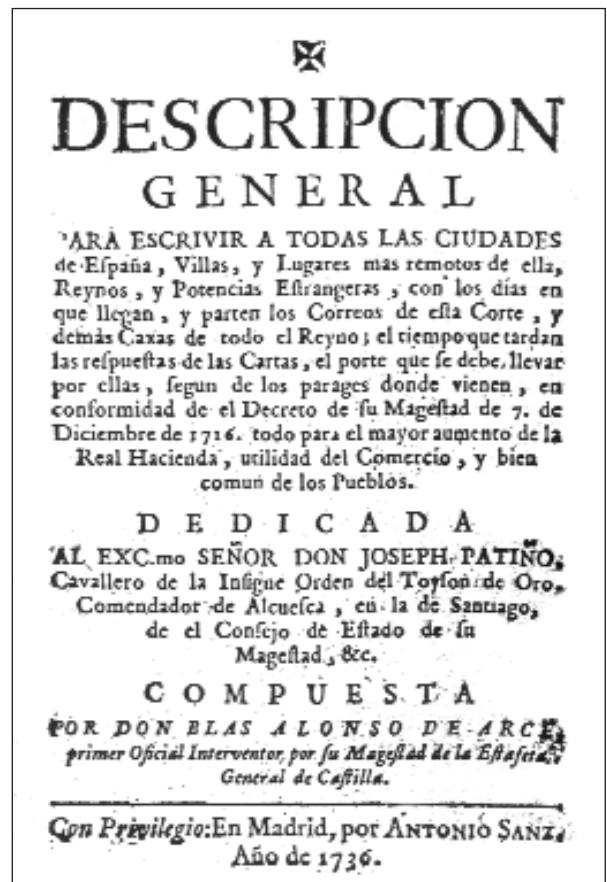 DESCRIPCION
GENERAL
PARA ESCRIVIR A TODAS LAS CIUDADES
de España, Villas, y Lugares mas remotos de ella,
Reynos, y Potencias Estrangeras, con los días en
que llegan, y parten los Correos de esta Corte, y
demás Caxas de todo el Reyno; el tiempo que tardan
las respuestas de las Cartas, el porte que se debe llevar
por ellas, segun de los parages donde vienen, en
conformidad de el Decreto de su Magestad de 7. de
Diciembre de 1716. todo para el mayor aumento de la
Real Hacienda, utilidad del Comercio, y bien
comun de los Pueblos.
DEDICADA
AL EXC.mo SEÑOR DON JOSEPH PATIÑO,
Cavallero de la Insigne Orden del Toyson de Oro,
Comendador de Alcuesca, en la de Santiago,
de el Consejo de Estado de su
Magestad, &c.
COMPUESTA
POR DON BLAS ALONSO DE ARCE,
primer Oficial Interventor, por su Magestad de la Estafeta
General de Castilla.
Con Privilegio: En Madrid, por ANTONIO SANZ.
Año de 1736.